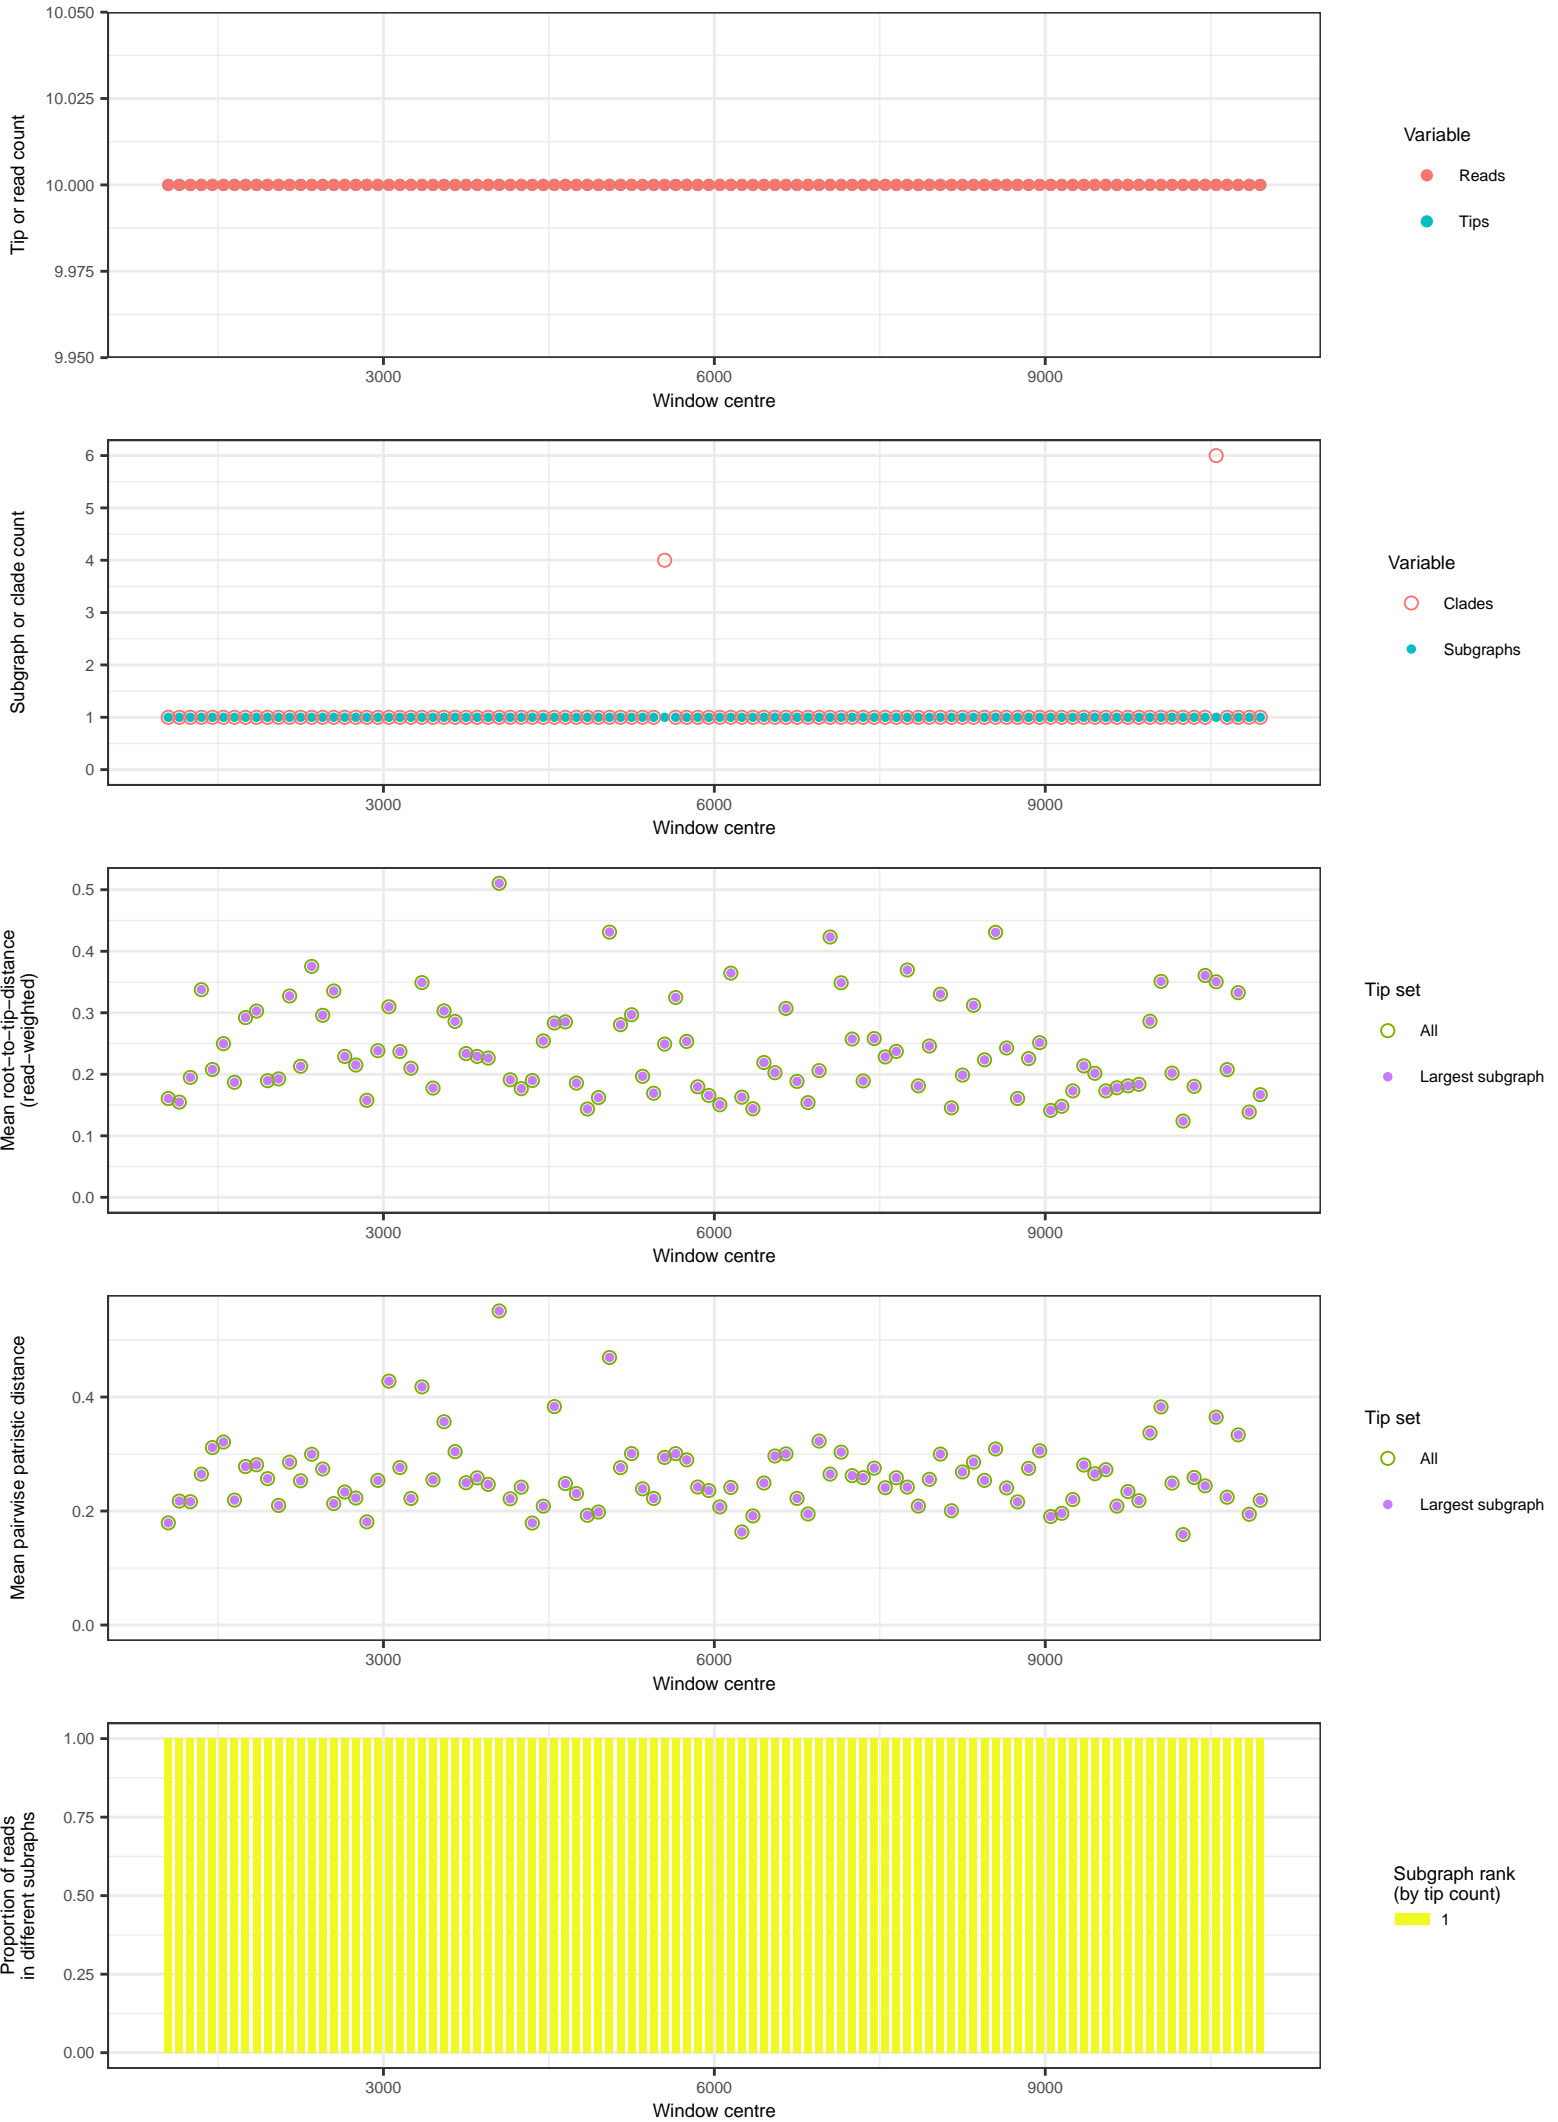 10.050
10.025
10.000
9.975
9.950
Tip or read count
3000 6000 9000
Window centre
Variable
Reads
Tips
6
5
4
3
2
1
0
Subgraph or clade count
3000 6000 9000
Window centre
Variable
Clades
Subgraphs
0.5
0.4
0.3
0.2
0.1
0.0
Mean root−to−tip−distance
(read−weighted)
3000 6000 9000
Window centre
Tip set
All
Largest subgraph
0.4
0.2
0.0
Mean pairwise patristic distance
3000 6000 9000
Window centre
Tip set
All
Largest subgraph
1.00
0.75
0.50
0.25
0.00
Proportion of reads
in different subraphs
3000 6000 9000
Window centre
Subgraph rank
(by tip count)
1